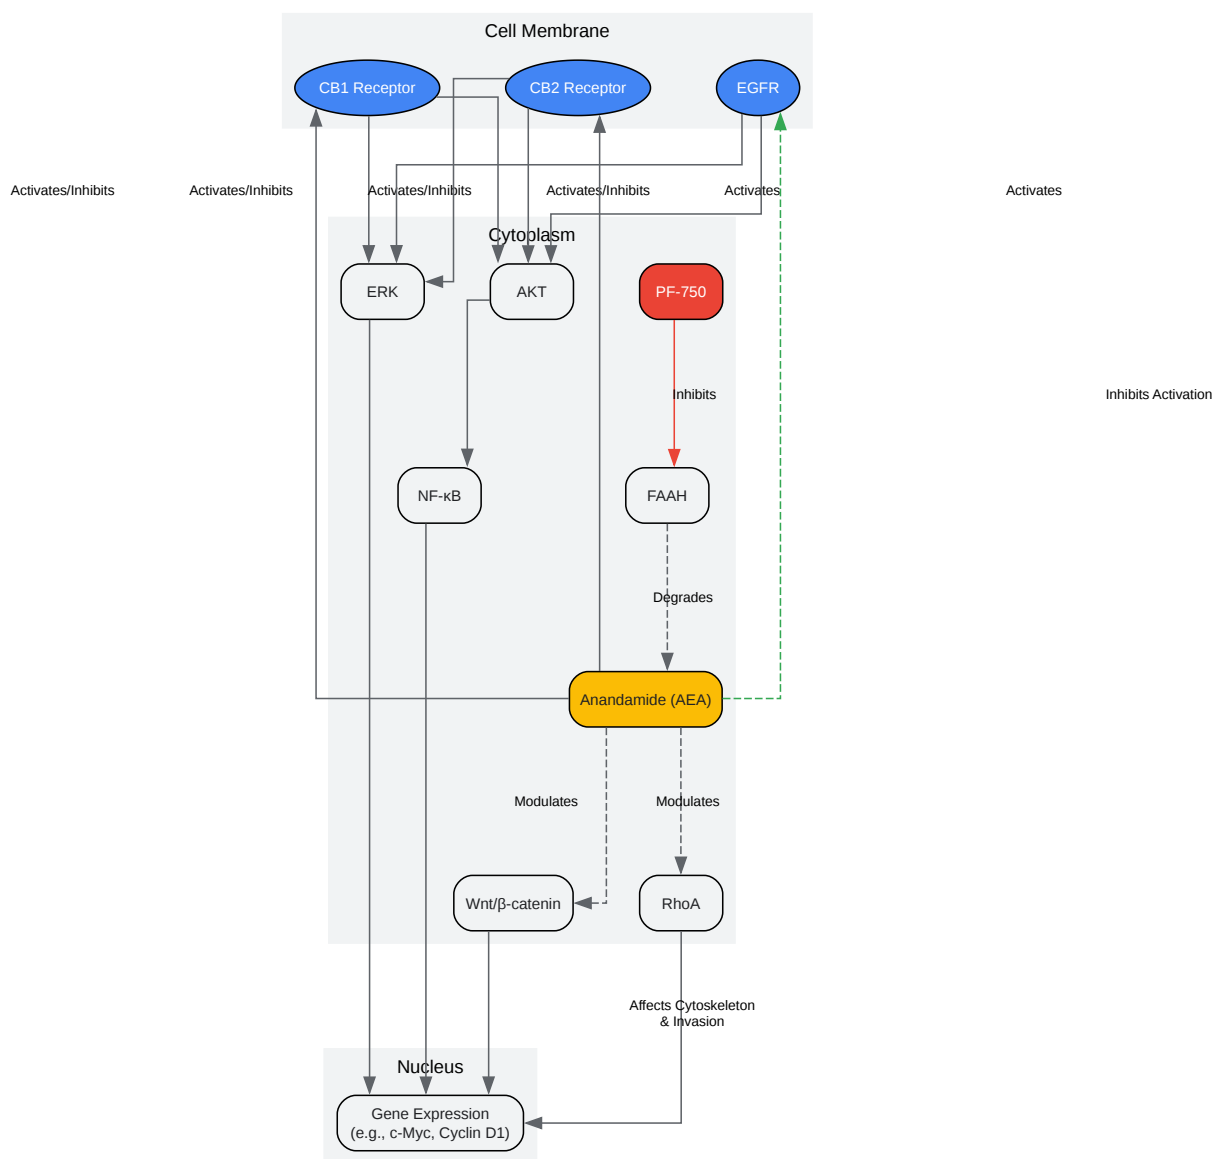 Cell Membrane
CB1 Receptor
CB2 Receptor
EGFR
Activates/Inhibits
Activates/Inhibits
Activates/Inhibits
Activates/Inhibits
Activates
Activates
Cytoplasm
ERK
AKT
PF-750
Inhibits
Inhibits Activation
NF-κB
FAAH
Degrades
Anandamide (AEA)
Modulates
Modulates
Wnt/β-catenin
RhoA
Affects Cytoskeleton
& Invasion
Nucleus
Gene Expression
(e.g., c-Myc, Cyclin D1)